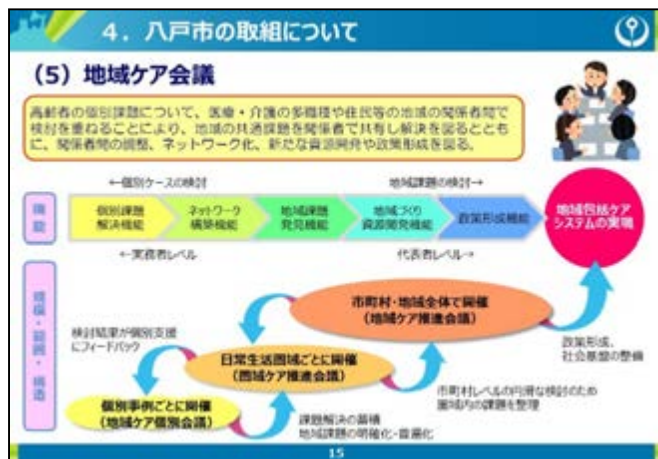 4．八戸市の取組について
（5）地域ケア会議
高齢者の個別課題について、医療・介護の多職種や住民等の地域の関係者間で
検討を重ねることにより、地域の共通課題を関係者で共有し解決を図るととも
に、関係者間の調整、ネットワーク化、新たな資源開発や政策形成を図る。
←個別ケースの検討
地域課題の検討→
機能
個別課題
解決機能
ネットワーク
構築機能
地域課題
発見機能
地域づくり
資源開発機能
政策形成機能
地域包括ケア
システムの実現
←実務者レベル
代表者レベル→
規模・範囲・構造
市町村・地域全体で開催
（地域ケア推進会議）
検討結果が個別支援
にフィードバック
政策形成、
社会基盤の整備
日常生活圏域ごとに開催
（圏域ケア推進会議）
市町村レベルの円滑な検討のため
圏域内の課題を整理
個別事例ごとに開催
（地域ケア個別会議）
課題解決の蓄積
地域課題の明確化・普遍化
15